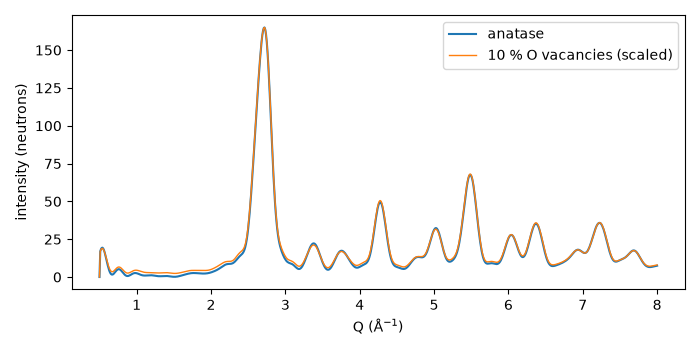 anatase
10 % O vacancies (scaled)
intensity (neutrons)
150
125
100
75
50
25
0
1 2 3 4 5 6 7 8
Q (Å⁻¹)